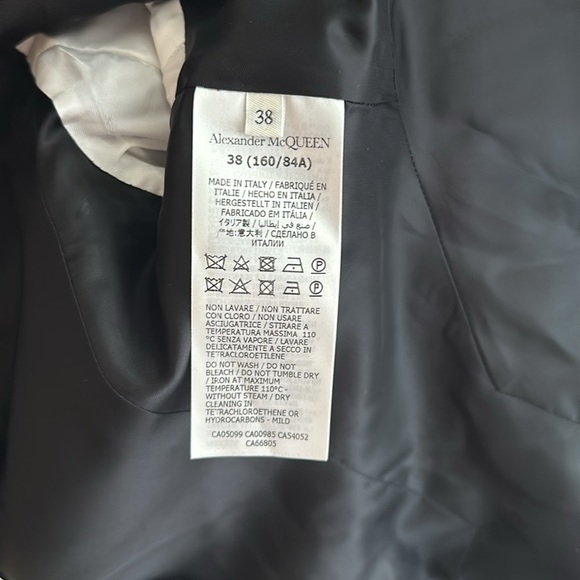 38
Alexander McQUEEN
38 (160/84A)
MADE IN ITALY / FABRIQUÉ EN
ITALIE / HECHO EN ITALIA /
HERGESTELLT IN ITALIEN /
FABRICADO EM ITÁLIA /
イタリア製 / صنع في إيطاليا /
产地:意大利 / СДЕЛАНО В
ИТАЛИИ
P
P
NON LAVARE / NON TRATTARE
CON CLORO / NON USARE
ASCIUGATRICE / STIRARE A
TEMPERATURA MASSIMA 110
°C SENZA VAPORE / LAVARE
DELICATAMENTE A SECCO IN
TETRACLOROETILENE
DO NOT WASH / DO NOT
BLEACH / DO NOT TUMBLE DRY
/ IRON AT MAXIMUM
TEMPERATURE 110°C -
WITHOUT STEAM / DRY
CLEANING IN
TETRACHLOROETHENE OR
HYDROCARBONS - MILD
CA05099 CA00985 CA54052
CA66805